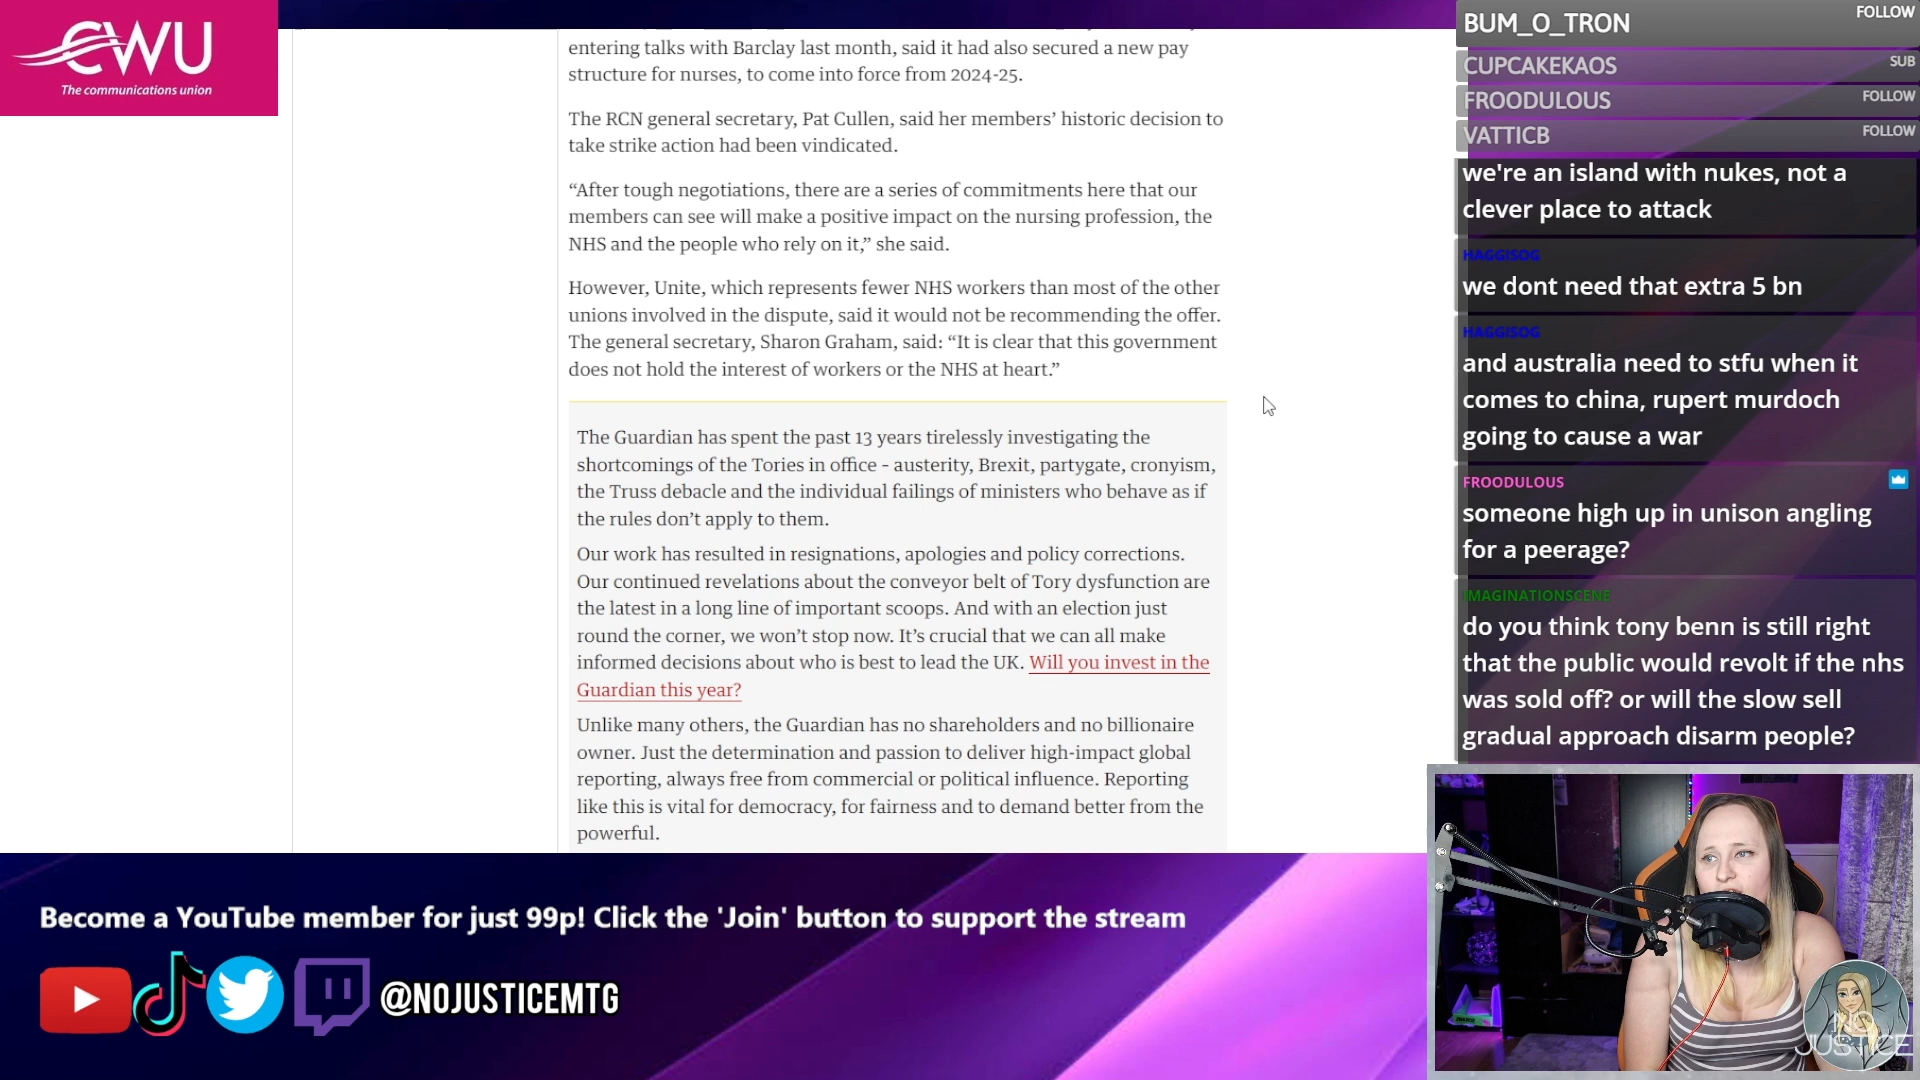 CWU
The communications union
entering talks with Barclay last month, said it had also secured a new pay
structure for nurses, to come into force from 2024-25.
The RCN general secretary, Pat Cullen, said her members’ historic decision to
take strike action had been vindicated.
“After tough negotiations, there are a series of commitments here that our
members can see will make a positive impact on the nursing profession, the
NHS and the people who rely on it,” she said.
However, Unite, which represents fewer NHS workers than most of the other
unions involved in the dispute, said it would not be recommending the offer.
The general secretary, Sharon Graham, said: “It is clear that this government
does not hold the interest of workers or the NHS at heart.”
The Guardian has spent the past 13 years tirelessly investigating the
shortcomings of the Tories in office - austerity, Brexit, partygate, cronyism,
the Truss debacle and the individual failings of ministers who behave as if
the rules don’t apply to them.
Our work has resulted in resignations, apologies and policy corrections.
Our continued revelations about the conveyor belt of Tory dysfunction are
the latest in a long line of important scoops. And with an election just
round the corner, we won’t stop now. It’s crucial that we can all make
informed decisions about who is best to lead the UK. Will you invest in the
Guardian this year?
Unlike many others, the Guardian has no shareholders and no billionaire
owner. Just the determination and passion to deliver high-impact global
reporting, always free from commercial or political influence. Reporting
like this is vital for democracy, for fairness and to demand better from the
powerful.
BUM_O_TRON FOLLOW
CUPCAKEKAOS SUB
FROODULOUS FOLLOW
VATTICB FOLLOW
we're an island with nukes, not a
clever place to attack
HAGGISOG
we dont need that extra 5 bn
HAGGISOG
and australia need to stfu when it
comes to china, rupert murdoch
going to cause a war
FROODULOUS
someone high up in unison angling
for a peerage?
IMAGINATIONSCENE
do you think tony benn is still right
that the public would revolt if the nhs
was sold off? or will the slow sell
gradual approach disarm people?
Become a YouTube member for just 99p! Click the 'Join' button to support the stream
@NOJUSTICEMTG
NO
JUSTICE